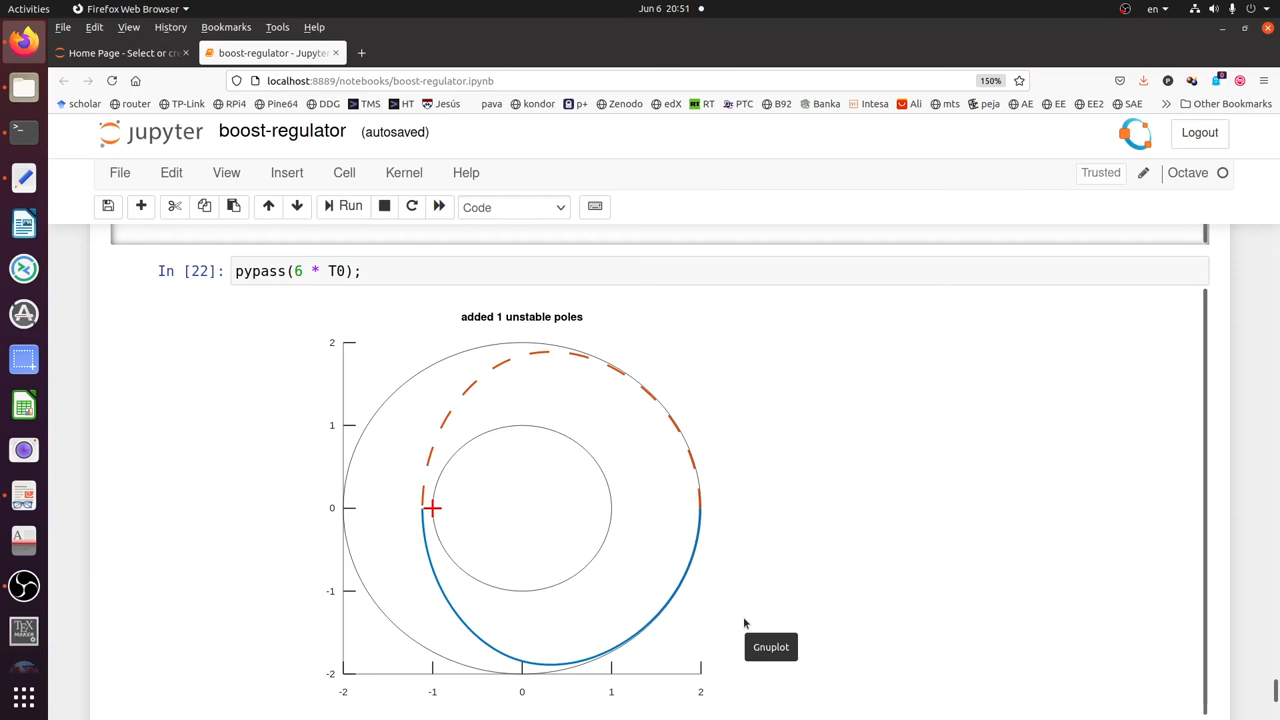 Activities
Firefox Web Browser
Jun 6 20:51
en
File Edit View History Bookmarks Tools Help
Home Page - Select or cre
boost-regulator - Jupyte
localhost:8889/notebooks/boost-regulator.ipynb
150%
scholar router TP-Link RPi4 Pine64 DDG TMS HT Jesús pava kondor p+ Zenodo edX RT PTC B92 Banka Intesa Ali mts peja AE EE EE2 SAE Other Bookmarks
jupyter boost-regulator (autosaved)
Logout
File Edit View Insert Cell Kernel Help
Trusted
Octave
Run
Code
In [22]: pypass(6 * T0);
added 1 unstable poles
2
1
0
-1
-2
-2 -1 0 1 2
Gnuplot